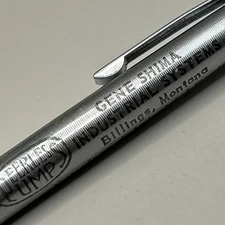 GENE SHIMA
INDUSTRIAL SYSTEMS
Billings, Montana
PEERLESS
PUMP